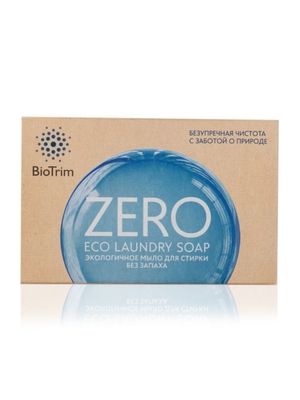 BioTrim
БЕЗУПРЕЧНАЯ ЧИСТОТА
С ЗАБОТОЙ О ПРИРОДЕ
ZERO
ECO LAUNDRY SOAP
ЭКОЛОГИЧНОЕ МЫЛО ДЛЯ СТИРКИ
БЕЗ ЗАПАХА